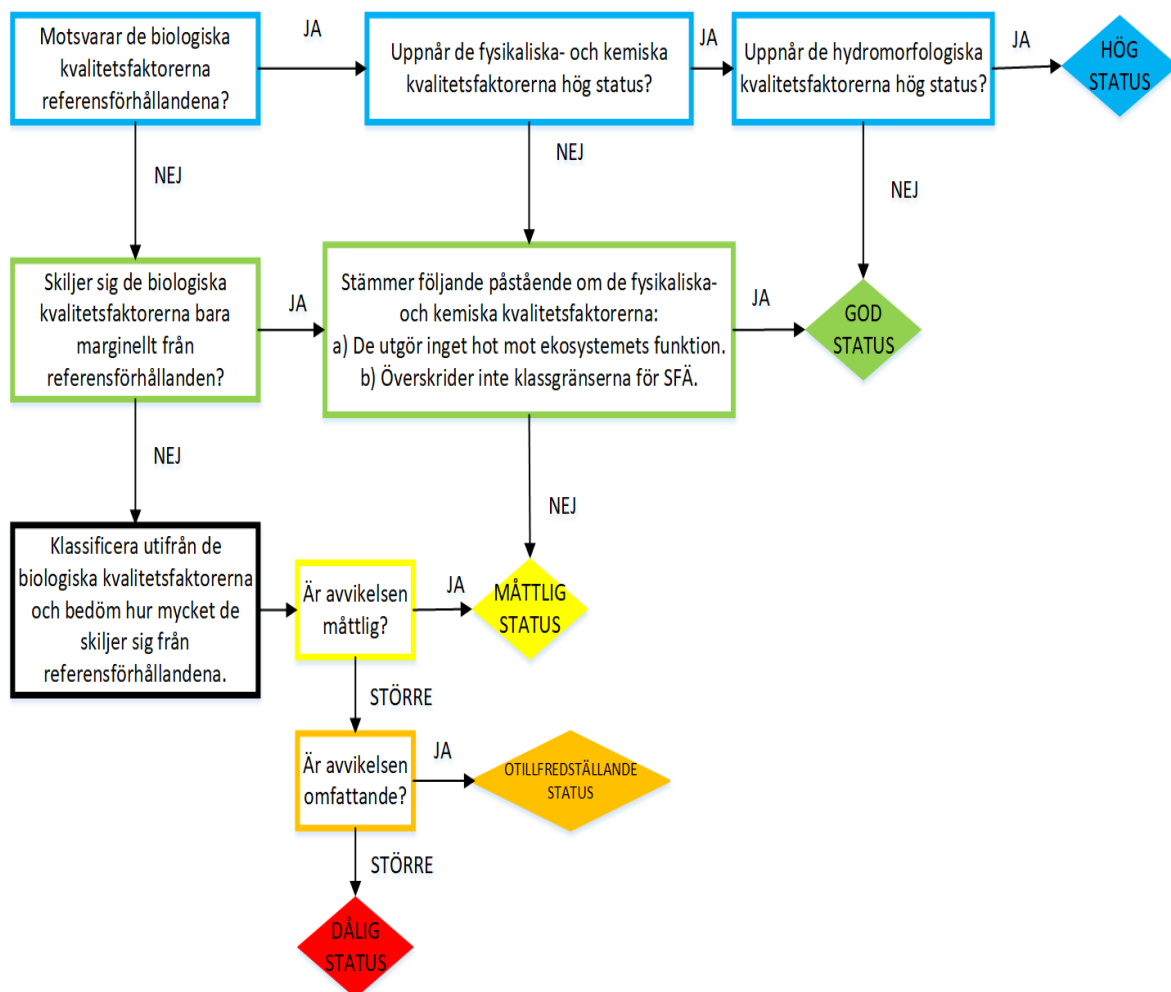 Motsvarar de biologiska
kvalitetsfaktorerna
referensförhållandena?
JA
Uppnår de fysikaliska- och kemiska
kvalitetsfaktorerna hög status?
JA
Uppnår de hydromorfologiska
kvalitetsfaktorerna hög status?
JA
HÖG
STATUS
NEJ
NEJ
NEJ
Skiljer sig de biologiska
kvalitetsfaktorerna bara
marginellt från
referensförhållanden?
JA
Stämmer följande påstående om de fysikaliska-
och kemiska kvalitetsfaktorerna:
a) De utgör inget hot mot ekosystemets funktion.
b) Överskrider inte klassgränserna för SFÄ.
JA
GOD
STATUS
NEJ
NEJ
Klassificera utifrån de
biologiska kvalitetsfaktorerna
och bedöm hur mycket de
skiljer sig från
referensförhållandena.
Är avvikelsen
måttlig?
JA
MÅTTLIG
STATUS
STÖRRE
Är avvikelsen
omfattande?
JA
OTILLFREDSTÄLLANDE
STATUS
STÖRRE
DÅLIG
STATUS